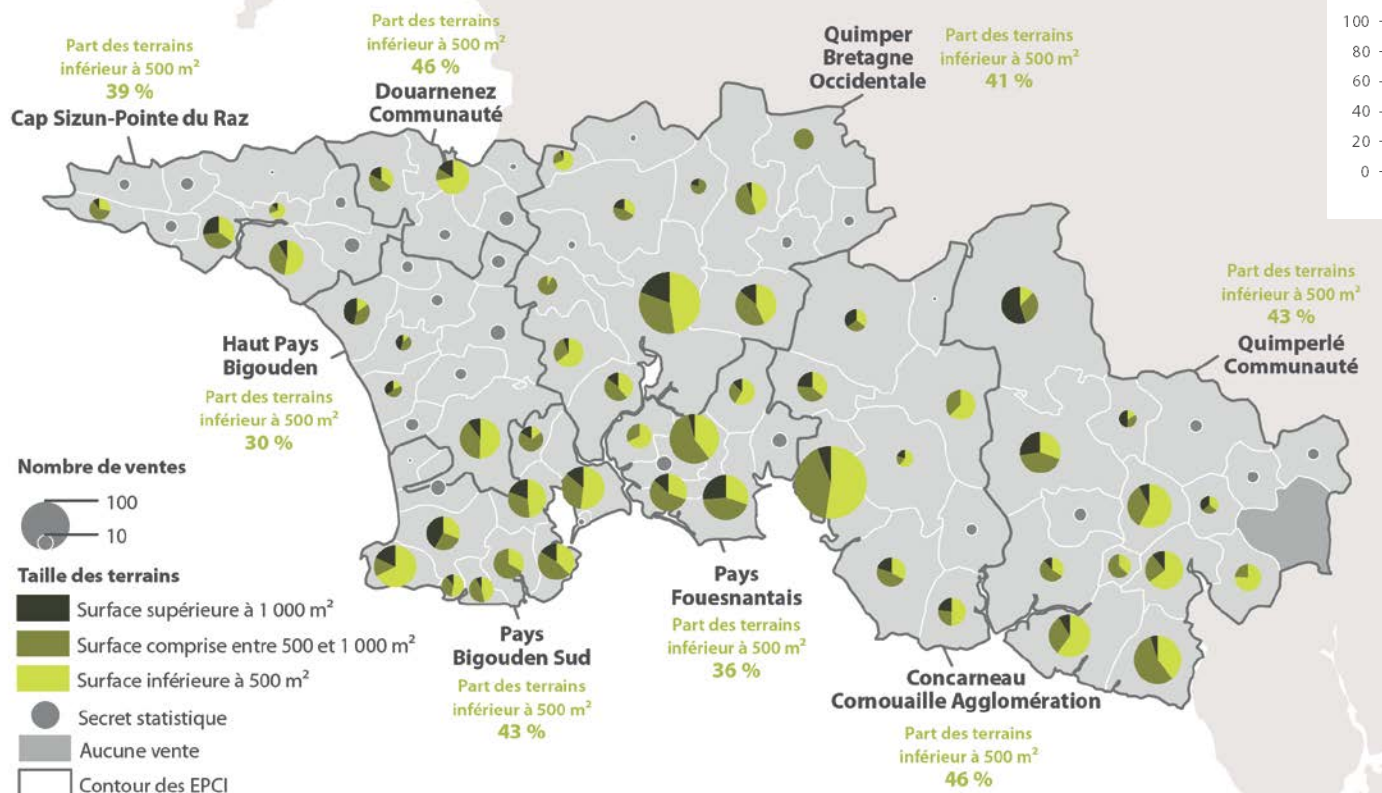 Part des terrains
inférieur à 500 m²
39 %
Cap Sizun-Pointe du Raz
Part des terrains
inférieur à 500 m²
46 %
Douarnenez
Communauté
Quimper
Bretagne
Occidentale
Part des terrains
inférieur à 500 m²
41 %
100
80
60
40
20
0
Part des terrains
inférieur à 500 m²
43 %
Quimperlé
Communauté
Haut Pays
Bigouden
Part des terrains
inférieur à 500 m²
30 %
Nombre de ventes
100
10
Taille des terrains
Surface supérieure à 1 000 m²
Surface comprise entre 500 et 1 000 m²
Surface inférieure à 500 m²
Secret statistique
Aucune vente
Contour des EPCI
Pays
Bigouden Sud
Part des terrains
inférieur à 500 m²
43 %
Pays
Fouesnantais
Part des terrains
inférieur à 500 m²
36 %
Concarneau
Cornouaille Agglomération
Part des terrains
inférieur à 500 m²
46 %